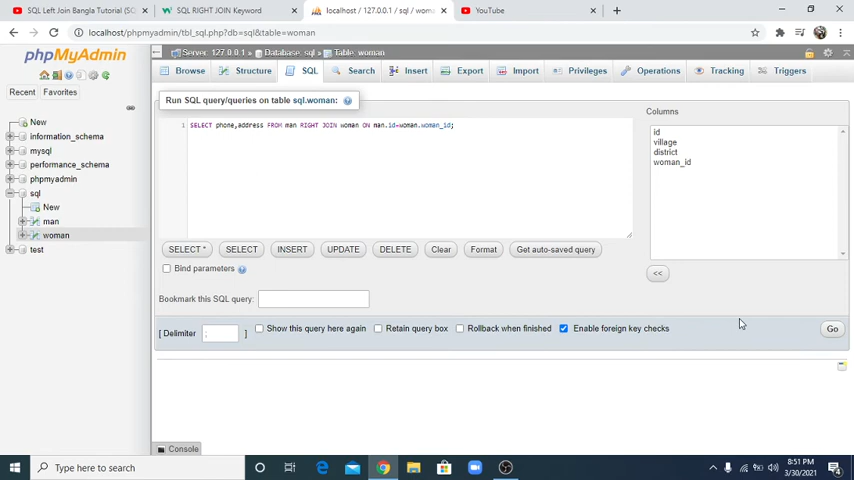 SQL Left Join Bangla Tutorial (SQ
SQL RIGHT JOIN Keyword
localhost / 127.0.0.1 / sql / woma
YouTube
localhost/phpmyadmin/tbl_sql.php?db=sql&table=woman
phpMyAdmin
Server: 127.0.0.1 » Database: sql » Table: woman
Browse Structure SQL Search Insert Export Import Privileges Operations Tracking Triggers
Recent Favorites
Run SQL query/queries on table sql.woman:
Columns
1 SELECT phone,address FROM man RIGHT JOIN woman ON man.id=woman.woman_id;
id
village
district
woman_id
New
information_schema
mysql
performance_schema
phpmyadmin
sql
New
man
woman
test
SELECT * SELECT INSERT UPDATE DELETE Clear Format Get auto-saved query
<<
Bind parameters
Bookmark this SQL query:
[ Delimiter ; ] Show this query here again Retain query box Rollback when finished Enable foreign key checks Go
Console
Type here to search
8:51 PM
3/30/2021
4